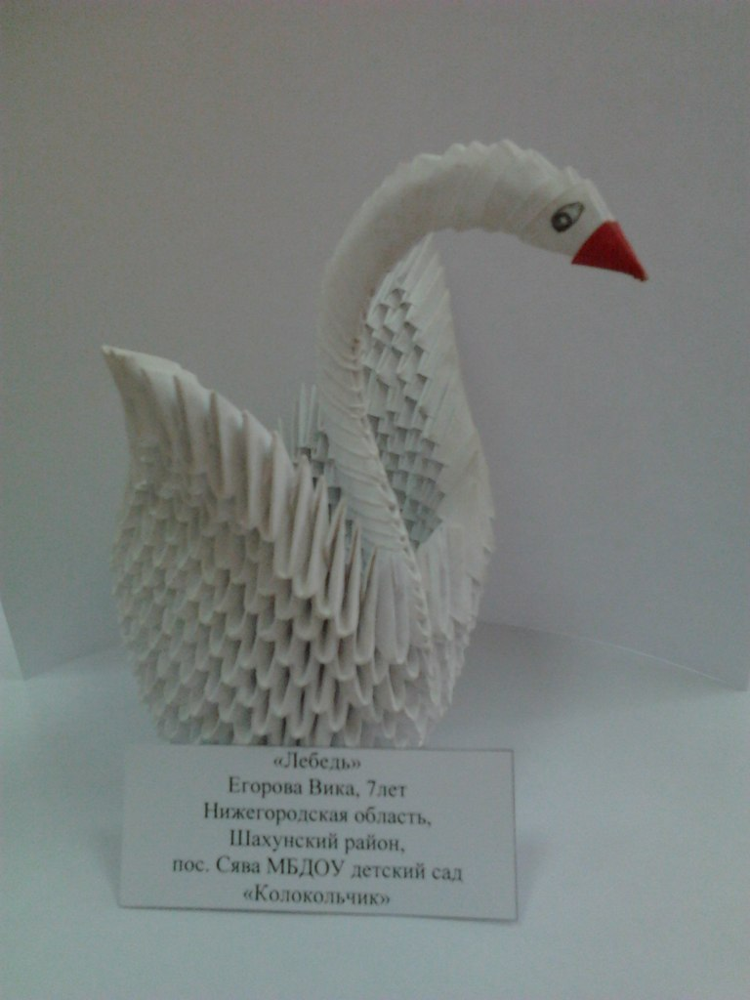 «Лебедь»
Егорова Вика, 7лет
Нижегородская область,
Шахунский район,
пос. Сява МБДОУ детский сад
«Колокольчик»